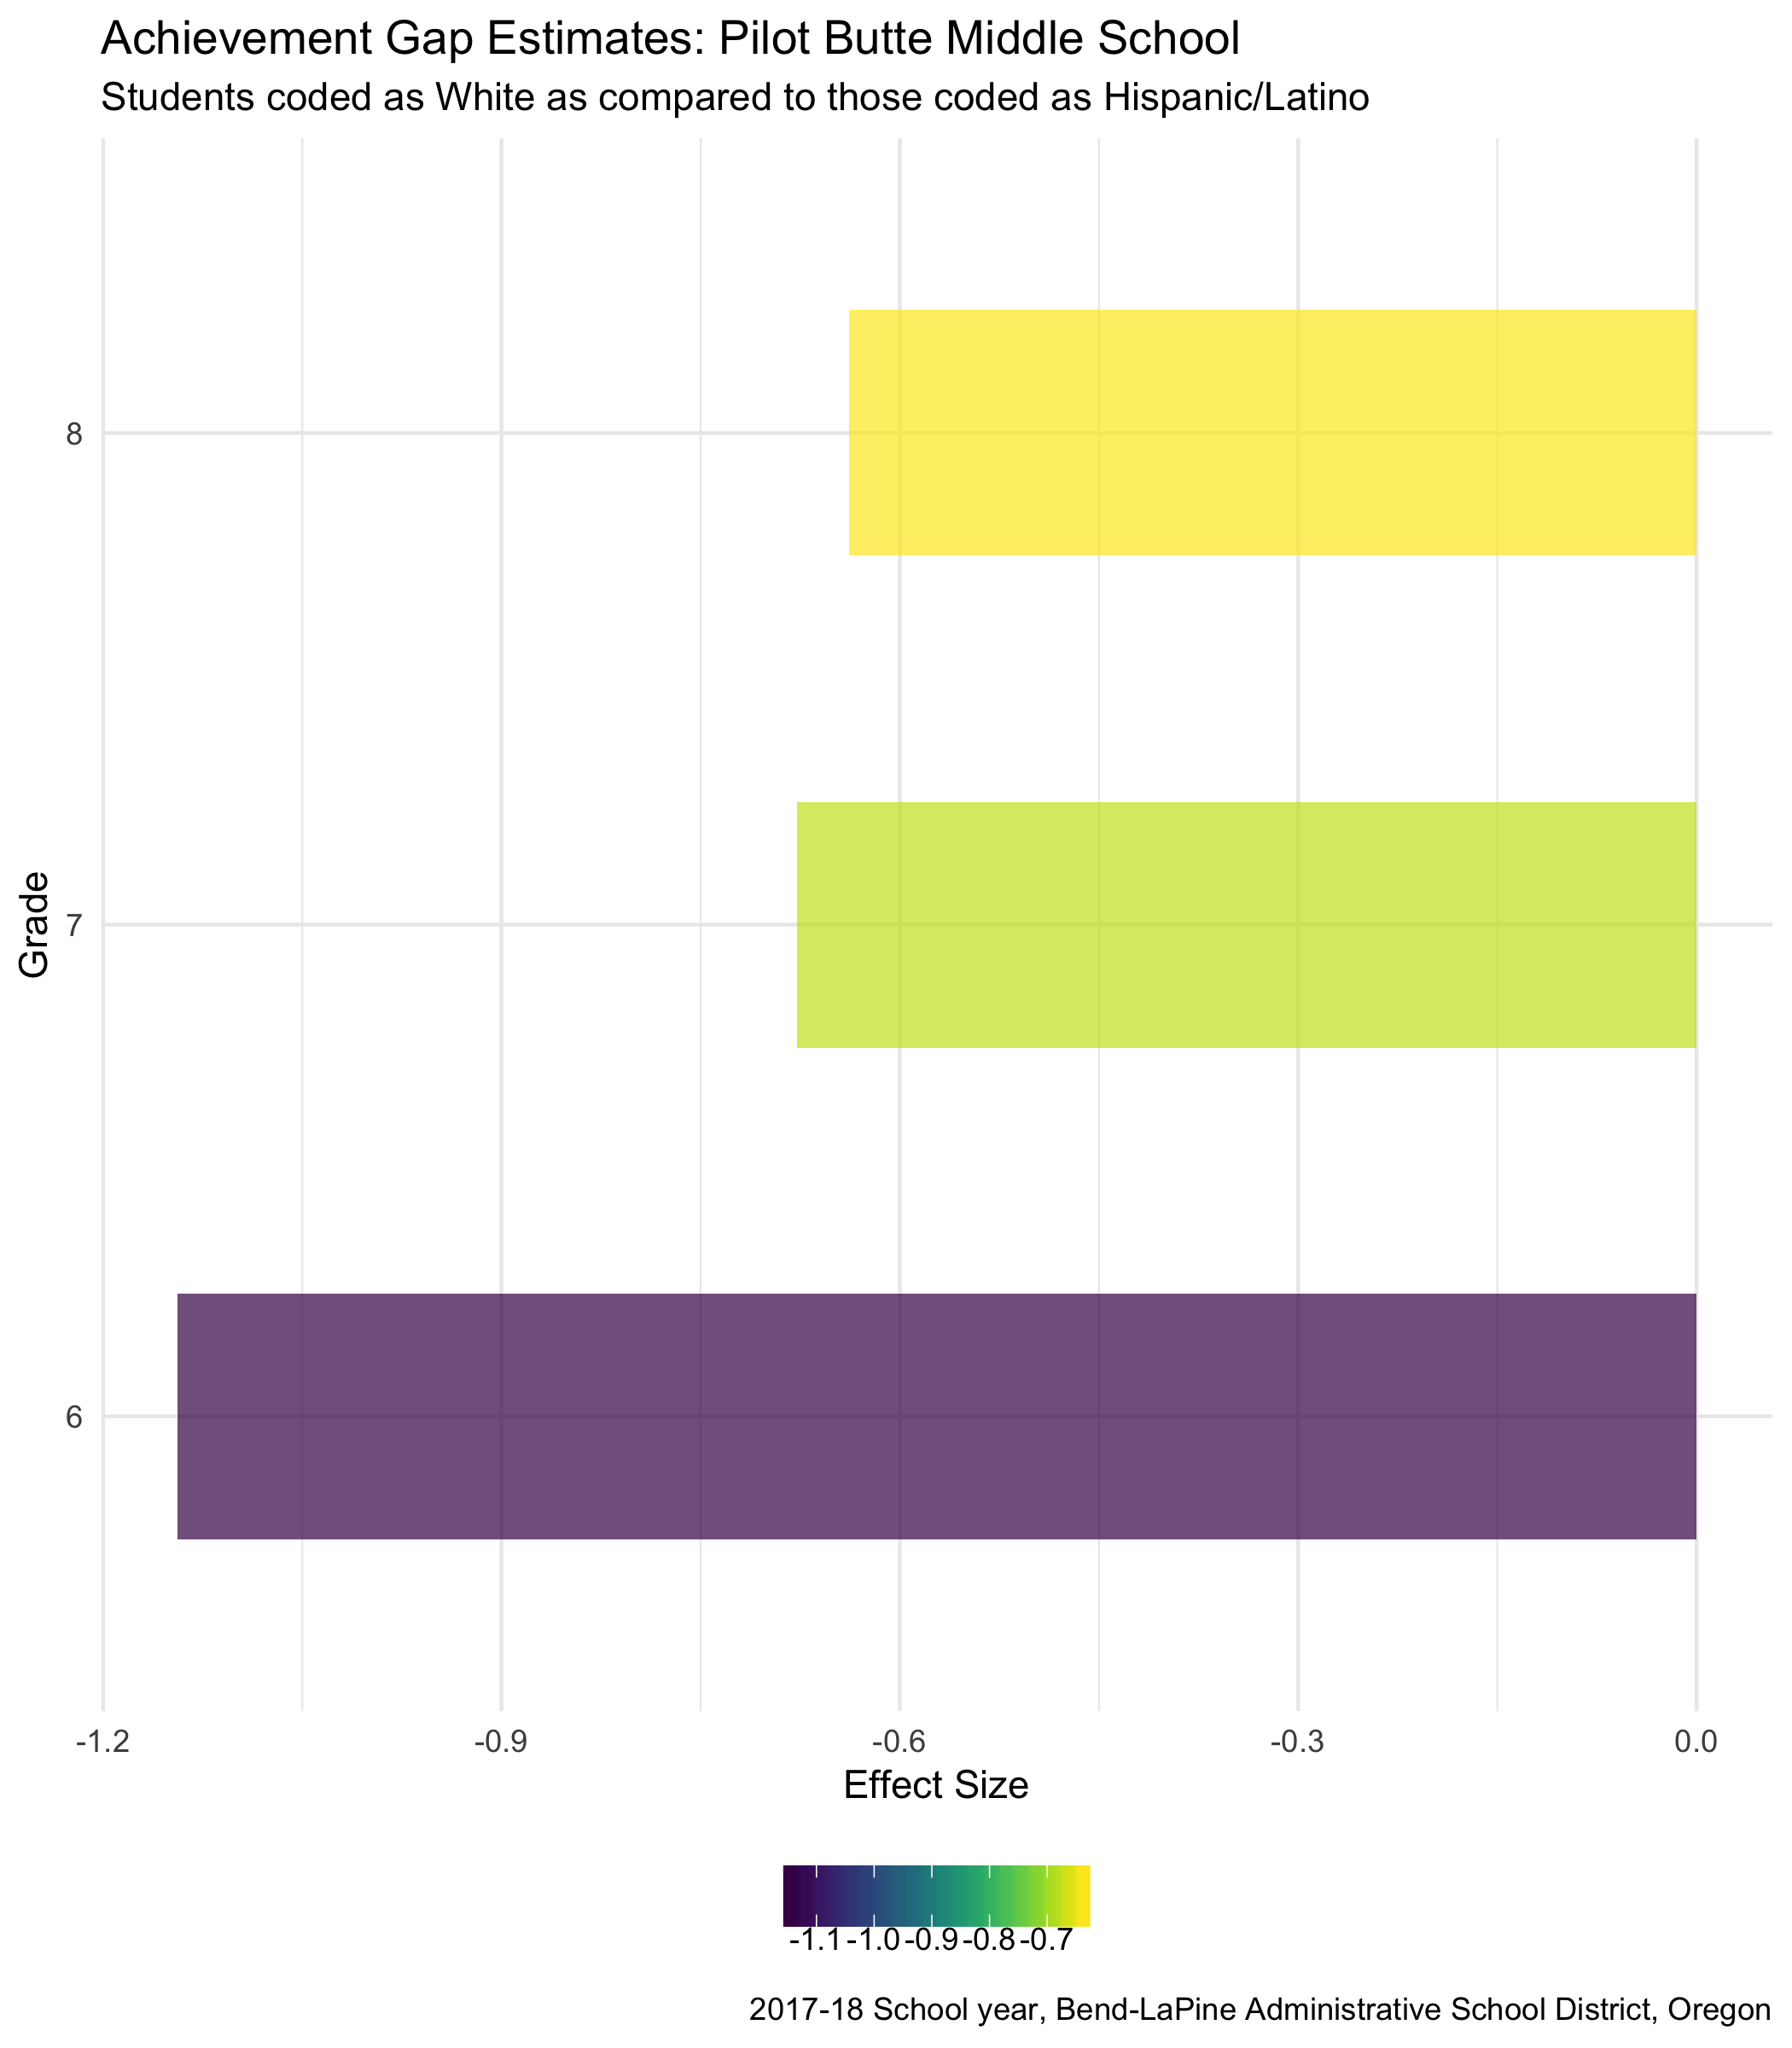 Achievement Gap Estimates: Pilot Butte Middle School
Students coded as White as compared to those coded as Hispanic/Latino
8
7
6
Grade
-1.2 -0.9 -0.6 -0.3 0.0
Effect Size
-1.1 -1.0 -0.9 -0.8 -0.7
2017-18 School year, Bend-LaPine Administrative School District, Oregon